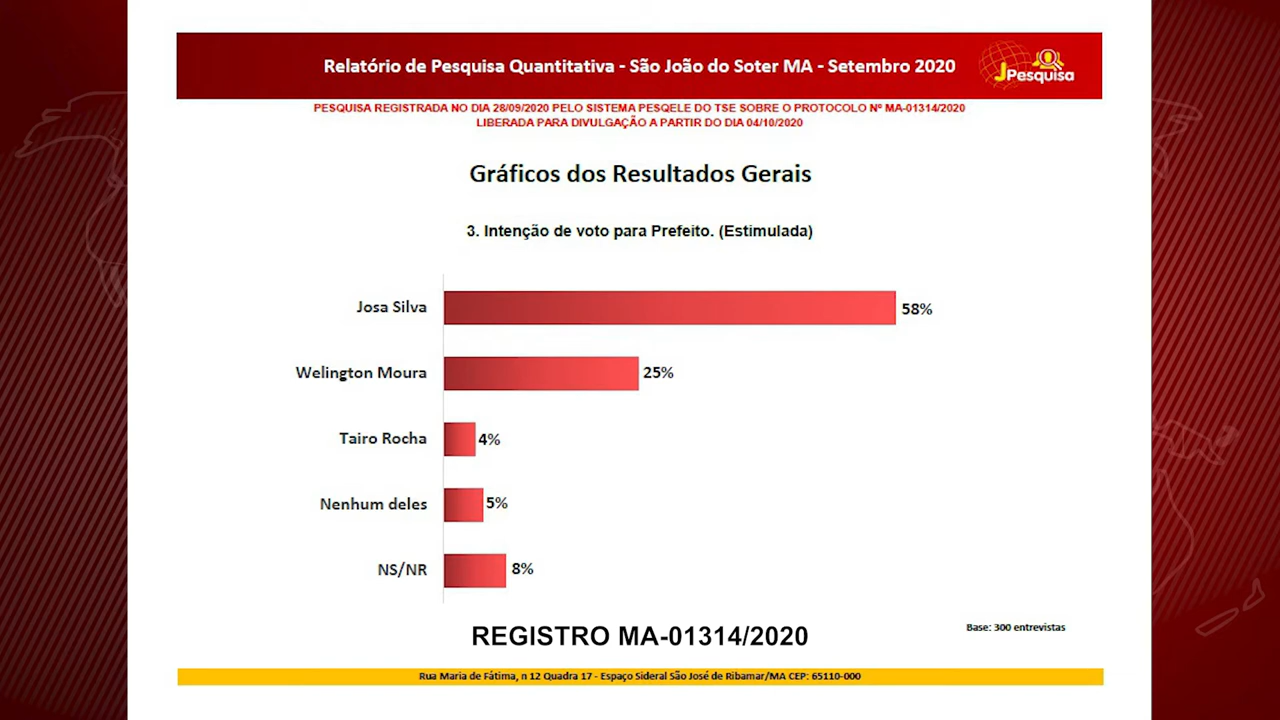 Relatório de Pesquisa Quantitativa - São João do Soter MA - Setembro 2020
JPesquisa
PESQUISA REGISTRADA NO DIA 28/09/2020 PELO SISTEMA PESQELE DO TSE SOBRE O PROTOCOLO Nº MA-01314/2020
LIBERADA PARA DIVULGAÇÃO A PARTIR DO DIA 04/10/2020
Gráficos dos Resultados Gerais
3. Intenção de voto para Prefeito. (Estimulada)
Josa Silva 58%
Welington Moura 25%
Tairo Rocha 4%
Nenhum deles 5%
NS/NR 8%
REGISTRO MA-01314/2020
Base: 300 entrevistas
Rua Maria de Fátima, n 12 Quadra 17 - Espaço Sideral São José de Ribamar/MA CEP: 65110-000